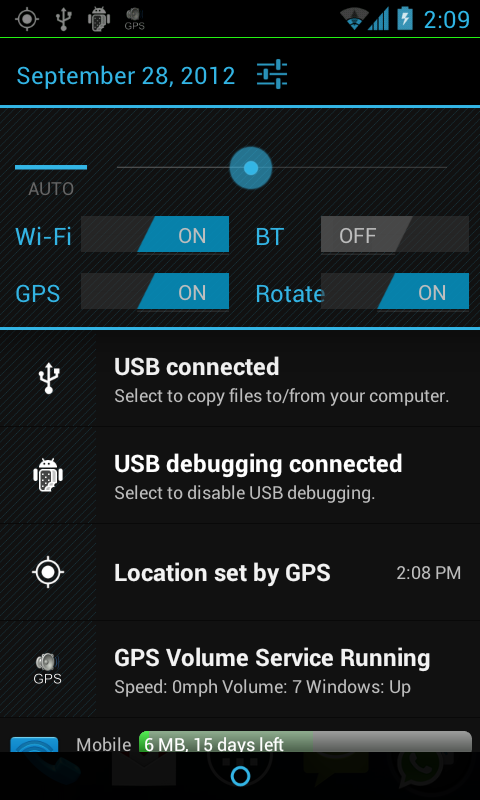 GPS
2:09
September 28, 2012
AUTO
Wi-Fi ON BT OFF
GPS ON Rotate ON
USB connected
Select to copy files to/from your computer.
USB debugging connected
Select to disable USB debugging.
Location set by GPS 2:08 PM
GPS Volume Service Running
GPS
Speed: 0mph Volume: 7 Windows: Up
Mobile 6 MB, 15 days left